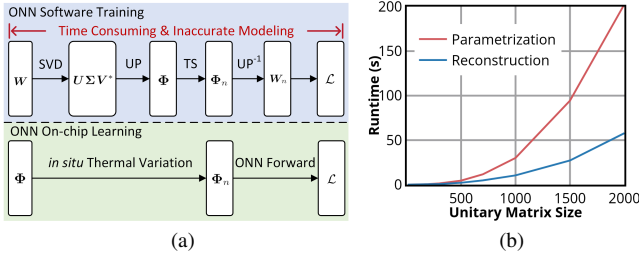 ONN Software Training
Time Consuming & Inaccurate Modeling
SVD UP TS UP⁻¹
W UΣV* Φ Φₙ Wₙ ℒ
ONN On-chip Learning
in situ Thermal Variation ONN Forward
Φ Φₙ ℒ
(a)
200
150
100
50
0
Runtime (s)
Parametrization
Reconstruction
500 1000 1500 2000
Unitary Matrix Size
(b)